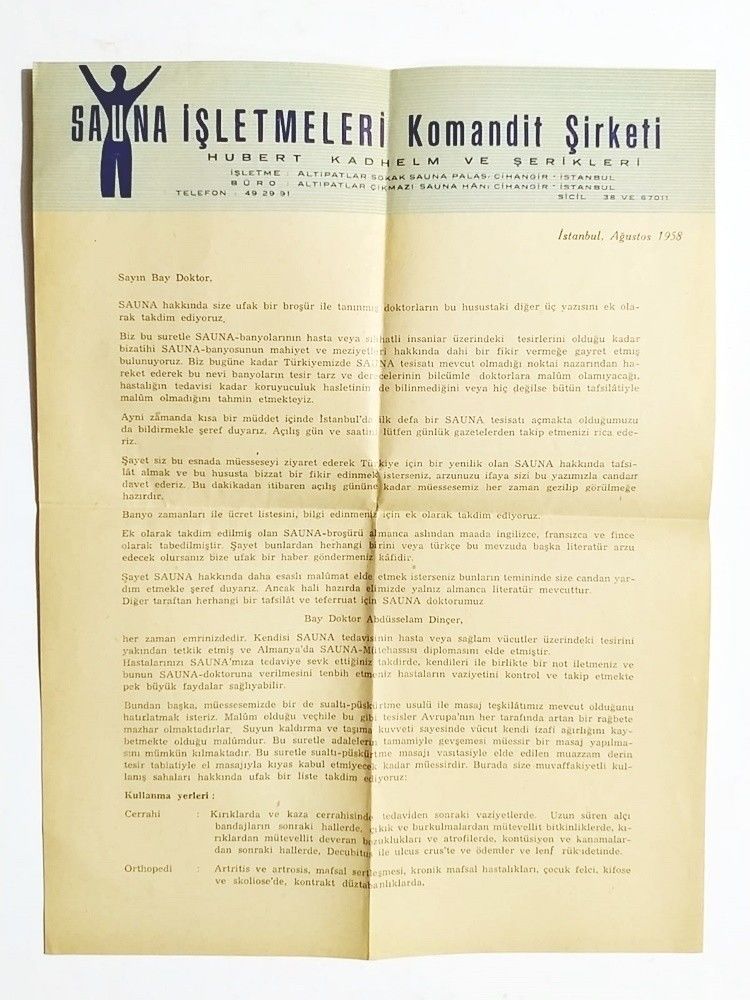 SAUNA İŞLETMELERİ Komandit Şirketi
HUBERT KADHELM VE ŞERİKLERİ
İŞLETME : ALTIPATLAR SOKAK SAUNA PALAS, CİHANGİR - İSTANBUL
BÜRO : ALTIPATLAR ÇIKMAZI SAUNA HAN, CİHANGİR - İSTANBUL
TELEFON : 49 29 91 SİCİL 38 VE 67011
İstanbul, Ağustos 1958
Sayın Bay Doktor,
SAUNA hakkında size ufak bir broşür ile tanınmış doktorların bu husustaki diğer üç yazısını ek ola-
rak takdim ediyoruz.
Biz bu suretle SAUNA-banyolarının hasta veya sıhhatli insanlar üzerindeki tesirlerini olduğu kadar
bizatihi SAUNA-banyosunun mahiyet ve meziyetleri hakkında dahi bir fikir vermeğe gayret etmiş
bulunuyoruz. Biz bugüne kadar Türkiyemizde SAUNA tesisatı mevcut olmadığı noktai nazarından ha-
reket ederek bu nevi banyoların tesir tarz ve derecelerinin bilcümle doktorlara malûm olamıyacağı,
hastalığın tedavisi kadar koruyuculuk hasletinin de bilinmediğini veya hiç değilse bütün tafsilâtiyle
malûm olmadığını tahmin etmekteyiz.
Ayni zamanda kısa bir müddet içinde İstanbul'da ilk defa bir SAUNA tesisatı açmakta olduğumuzu
da bildirmekle şeref duyarız. Açılış gün ve saatini lütfen günlük gazetelerden takip etmenizi rica ede-
riz.
Şayet siz bu esnada müesseseyi ziyaret ederek Türkiye için bir yenilik olan SAUNA hakkında tafsi-
lât almak ve bu hususta bizzat bir fikir edinmek isterseniz, arzunuzu ifaya sizi bu yazımızla candan
davet ederiz. Bu dakikadan itibaren açılış gününe kadar müessesemiz her zaman gezilip görülmeğe
hazırdır.
Banyo zamanları ile ücret listesini, bilgi edinmeniz için ek olarak takdim ediyoruz.
Ek olarak takdim edilmiş olan SAUNA-broşürü almanca aslından maada ingilizce, fransızca ve fince
olarak tabedilmiştir. Şayet bunlardan herhangi birini veya türkçe bu mevzuda başka literatür arzu
edecek olursanız bize ufak bir haber göndermeniz kâfidir.
Şayet SAUNA hakkında daha esaslı malûmat elde etmek isterseniz bunların temininde size candan yar-
dım etmekle şeref duyarız. Ancak hali hazırda elimizde yalnız almanca literatür mevcuttur.
Diğer taraftan herhangi bir tafsilât ve teferruat için SAUNA doktorumuz
Bay Doktor Abdüsselam Dinçer,
her zaman emrinizdedir. Kendisi SAUNA tedavisinin hasta veya sağlam vücutler üzerindeki tesirini
yakından tetkik etmiş ve Almanya'da SAUNA-Mütehassısı diplomasını elde etmiştir.
Hastalarınızı SAUNA'mıza tedaviye sevk ettiğiniz takdirde, kendileri ile birlikte bir not iletmeniz ve
bunun SAUNA-doktoruna verilmesini tenbih etmeniz hastaların vaziyetini kontrol ve takip etmekte
pek büyük faydalar sağlıyabilir.
Bundan başka, müessesemizde bir de sualtı-püskürtme usulü ile masaj teşkilâtımız mevcut olduğunu
hatırlatmak isteriz. Malûm olduğu veçhile bu gibi tesisler Avrupa'nın her tarafında artan bir rağbete
mazhar olmaktadırlar. Suyun kaldırma ve taşıma kuvveti sayesinde vücut kendi izafi ağırlığını kay-
betmekte olduğu malûmdur. Bu suretle adalelerin tamamiyle gevşemesi müessir bir masaj yapılma-
sını mümkün kılmaktadır. Bu suretle sualtı-püskürtme masajı vasıtasiyle elde edilen muazzam derin
tesir tabiatiyle el masajıyla kıyas kabul etmiyecek kadar müessirdir. Burada size muvaffakiyetli kul-
lanış sahaları hakkında ufak bir liste takdim ediyoruz:
Kullanma yerleri :
Cerrahi : Kırıklarda ve kaza cerrahisinde tedaviden sonraki vaziyetlerde. Uzun süren alçı
bandajların sonraki hallerde, çıkık ve burkulmalardan mütevellit bitkinliklerde, kı-
rıklardan mütevellit deveran bozuklukları ve atrofilerde, kontüsiyon ve kanamalar-
dan sonraki hallerde, Decubitus ile ulcus crus'te ve ödemler ve lenf rükûdetinde.
Orthopedi : Artritis ve artrosis, mafsal sertleşmesi, kronik mafsal hastalıkları, çocuk felci, kifose
ve skoliose'de, kontrakt düztabanlıklarda,